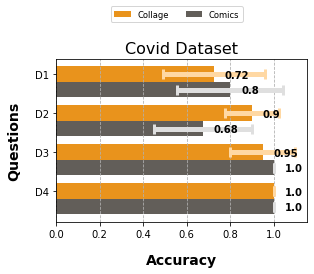 Collage Comics
Covid Dataset
D1
0.72
0.8
D2
0.9
0.68
D3
0.95
1.0
D4
1.0
1.0
0.0 0.2 0.4 0.6 0.8 1.0
Accuracy
Questions